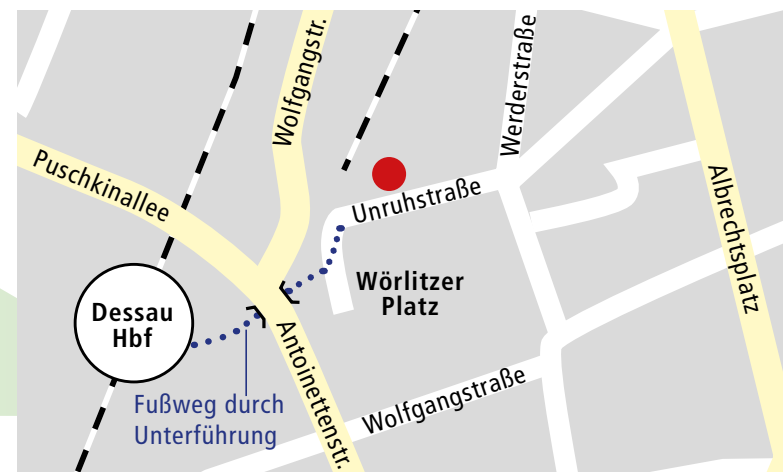 Wolfgangstr.
Werderstraße
Puschkinallee
Unruhstraße
Albrechtsplatz
Wörlitzer
Platz
Dessau
Hbf
Antoinettenstr.
Wolfgangstraße
Fußweg durch
Unterführung